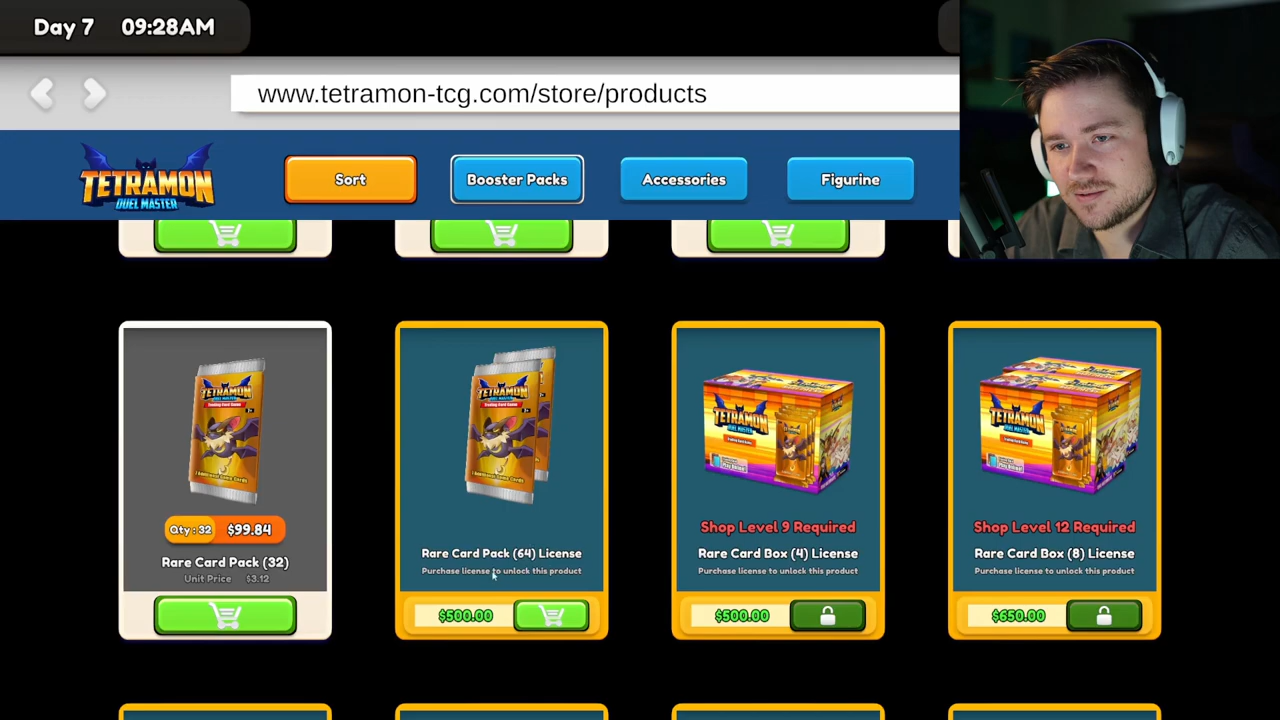 Day 7 09:28AM
www.tetramon-tcg.com/store/products
TETRAMON
DUEL MASTER
Sort
Booster Packs
Accessories
Figurine
TETRAMON
TETRAMON
TETRAMON
TETRAMON
Qty : 32 $99.84
Rare Card Pack (32)
Unit Price $3.12
Rare Card Pack (64) License
Purchase license to unlock this product
$500.00
Shop Level 9 Required
Rare Card Box (4) License
Purchase license to unlock this product
$500.00
Shop Level 12 Required
Rare Card Box (8) License
Purchase license to unlock this product
$650.00